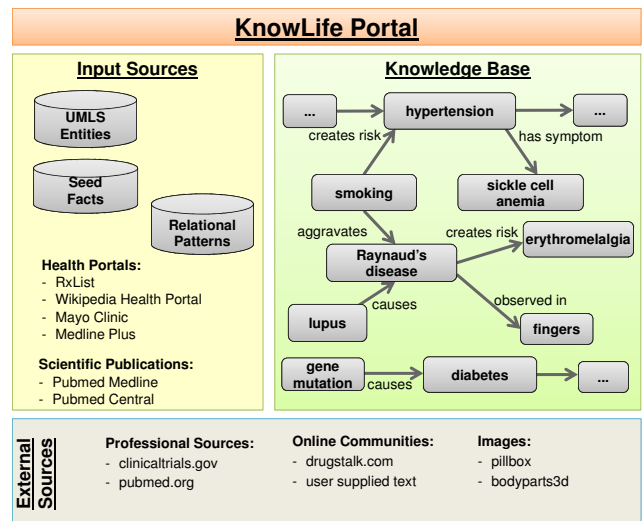 KnowLife Portal
Input Sources
UMLS
Entities
Seed
Facts
Relational
Patterns
Health Portals:
- RxList
- Wikipedia Health Portal
- Mayo Clinic
- Medline Plus
Scientific Publications:
- Pubmed Medline
- Pubmed Central
Knowledge Base
...
hypertension
...
creates risk
has symptom
smoking
sickle cell
anemia
aggravates
creates risk
erythromelalgia
Raynaud's
disease
lupus
causes
observed in
fingers
gene
mutation
causes
diabetes
...
External
Sources
Professional Sources:
- clinicaltrials.gov
- pubmed.org
Online Communities:
- drugstalk.com
- user supplied text
Images:
- pillbox
- bodyparts3d